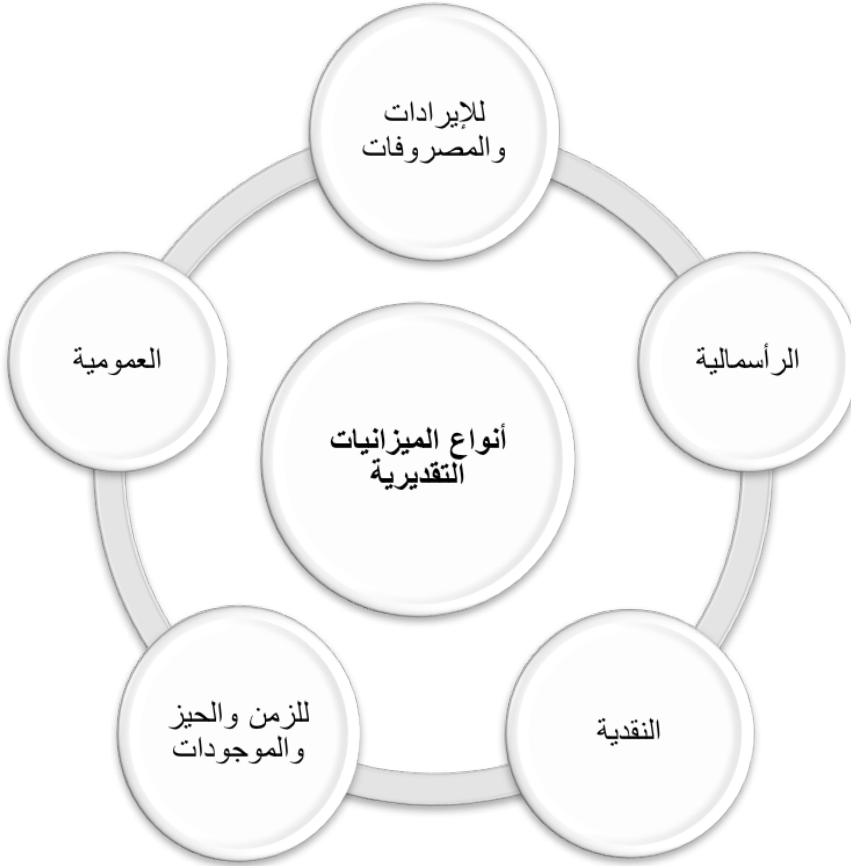 للإيرادات
والمصروفات
الرأسمالية
العمومية
أنواع الميزانيات
التقديرية
للزمن والحيز
والموجودات
النقدية